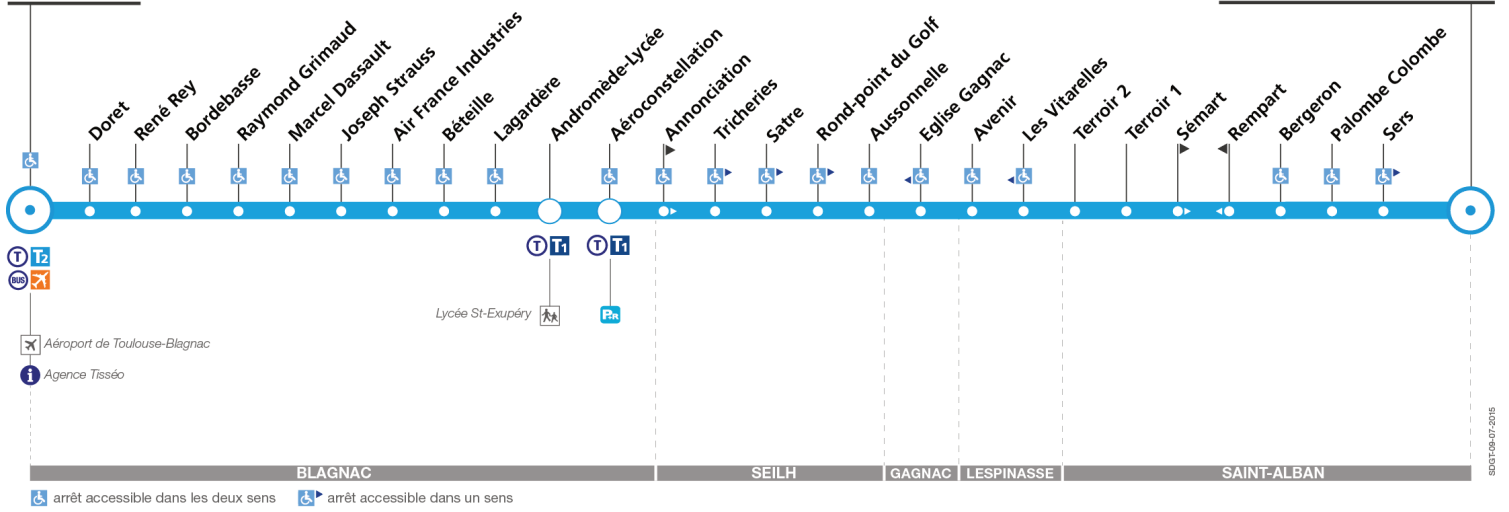 Doret
René Rey
Bordebasse
Raymond Grimaud
Marcel Dassault
Joseph Strauss
Air France Industries
Béteille
Lagardère
Andromède-Lycée
Aéroconstellation
Annonciation
Tricheries
Satre
Rond-point du Golf
Aussonnelle
Eglise Gagnac
Avenir
Les Vitarelles
Terroir 2
Terroir 1
Sémart
Rempart
Bergeron
Palombe Colombe
Sers
T T2
BUS
T T1
T T1
Lycée St-Exupéry
P+R
Aéroport de Toulouse-Blagnac
i Agence Tisséo
BLAGNAC
SEILH
GAGNAC
LESPINASSE
SAINT-ALBAN
arrêt accessible dans les deux sens
arrêt accessible dans un sens
SDGT-09-07-2015